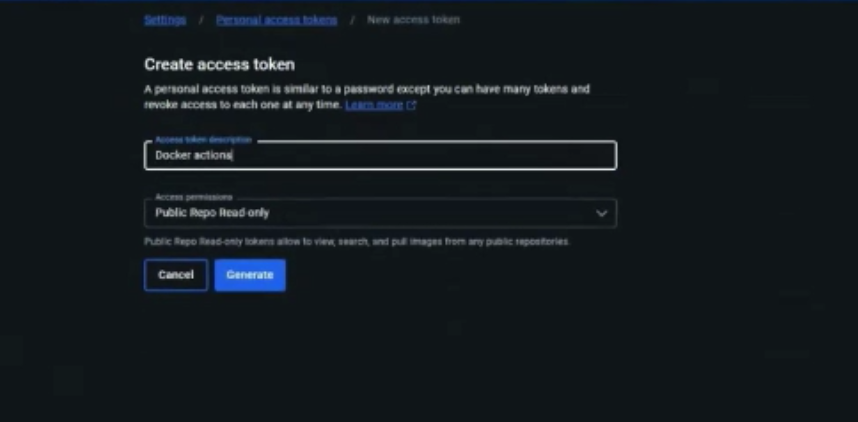 Settings / Personal access tokens / New access token
Create access token
A personal access token is similar to a password except you can have many tokens and
revoke access to each one at any time. Learn more
Access token description
Docker actions
Access permissions
Public Repo Read-only
Public Repo Read-only tokens allow to view, search, and pull images from any public repositories.
Cancel Generate